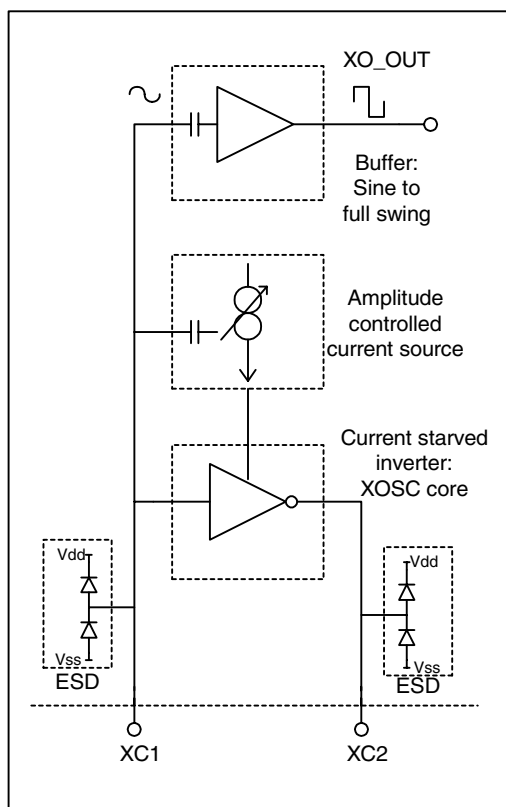 XO_OUT
Buffer:
Sine to
full swing
Amplitude
controlled
current source
Current starved
inverter:
XOSC core
Vdd
Vss
ESD
Vdd
Vss
ESD
XC1
XC2